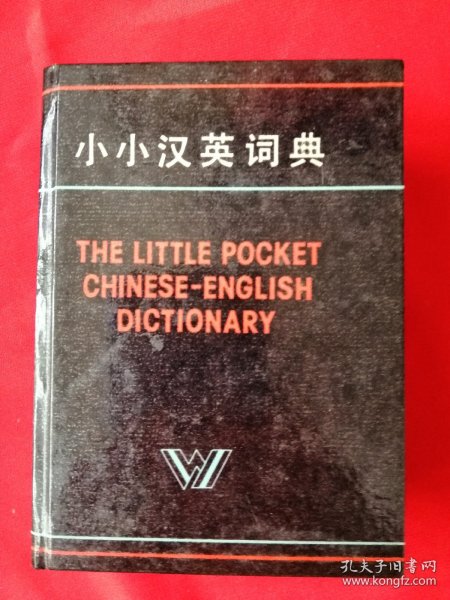 小小汉英词典
THE LITTLE POCKET
CHINESE-ENGLISH
DICTIONARY
W
孔夫子旧书网
www.kongfz.com